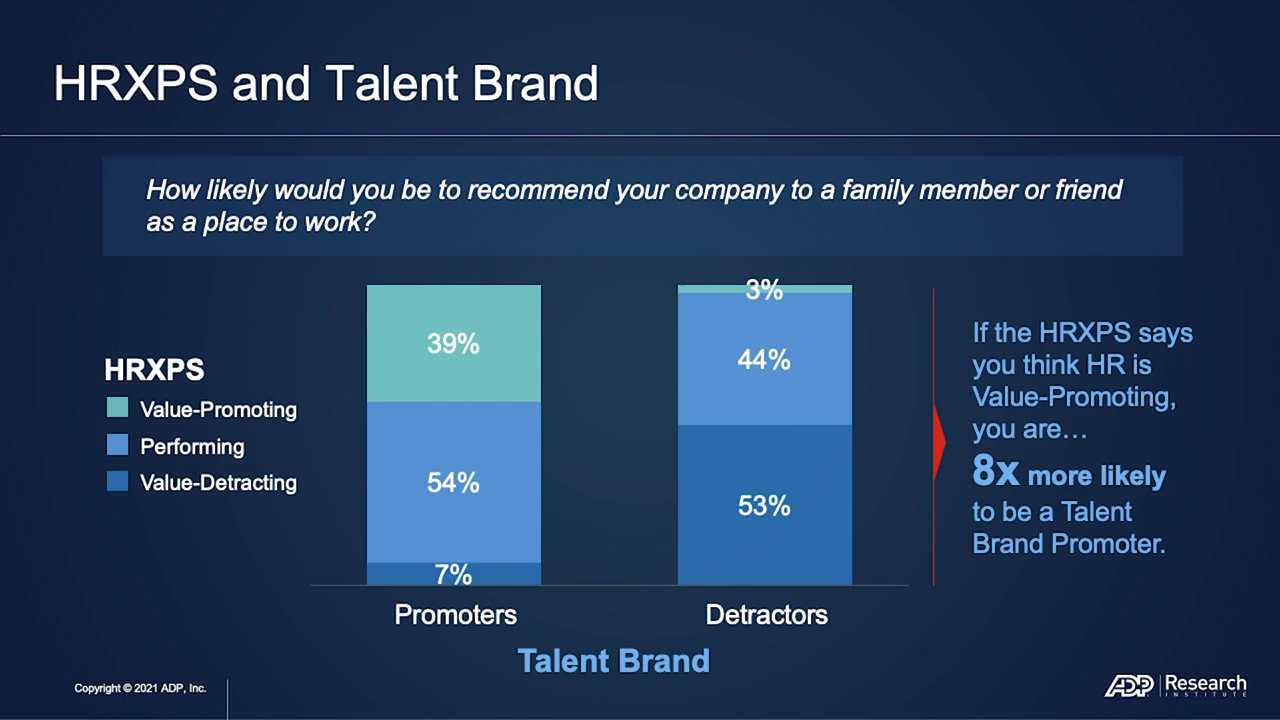 HRXPS and Talent Brand
How likely would you be to recommend your company to a family member or friend
as a place to work?
HRXPS
Value-Promoting
Performing
Value-Detracting
39%
54%
7%
3%
44%
53%
Promoters
Detractors
Talent Brand
If the HRXPS says
you think HR is
Value-Promoting,
you are…
8x more likely
to be a Talent
Brand Promoter.
Copyright © 2021 ADP, Inc.
ADP
Research
INSTITUTE